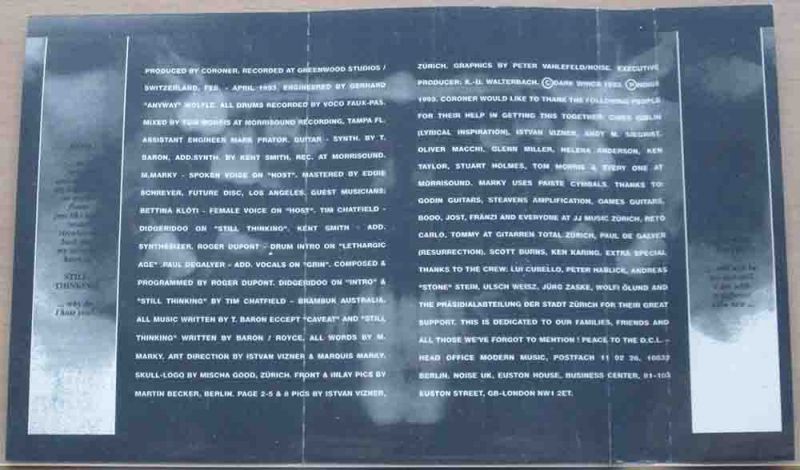 PRODUCED BY CORONER. RECORDED AT GREENWOOD STUDIOS /
SWITZERLAND, FEB. - APRIL 1993. ENGINEERED BY GERHARD
"ANYWAY" WÖLFLE. ALL DRUMS RECORDED BY VOCO FAUX-PAS.
MIXED BY TOM MORRIS AT MORRISOUND RECORDING, TAMPA FL.
ASSISTANT ENGINEER MARK PRATOR. GUITAR - SYNTH. BY T.
BARON, ADD.SYNTH. BY KENT SMITH, REC. AT MORRISOUND.
M.MARKY - SPOKEN VOICE ON "HOST". MASTERED BY EDDIE
SCHREYER, FUTURE DISC, LOS ANGELES. GUEST MUSICIANS:
BETTINA KLÖTI - FEMALE VOICE ON "HOST". TIM CHATFIELD -
DIDGERIDOO ON "STILL THINKING". KENT SMITH - ADD.
SYNTHESIZER. ROGER DUPONT - DRUM INTRO ON "LETHARGIC
AGE" .PAUL DEGALYER - ADD. VOCALS ON "GRIN". COMPOSED &
PROGRAMMED BY ROGER DUPONT. DIDGERIDOO ON "INTRO" &
"STILL THINKING" BY TIM CHATFIELD - BRAMBUK AUSTRALIA.
ALL MUSIC WRITTEN BY T. BARON ECCEPT "CAVEAT" AND "STILL
THINKING" WRITTEN BY BARON / ROYCE. ALL WORDS BY M.
MARKY. ART DIRECTION BY ISTVAN VIZNER & MARQUIS MARKY.
SKULL-LOGO BY MISCHA GOOD, ZÜRICH. FRONT & INLAY PICS BY
MARTIN BECKER, BERLIN. PAGE 2-5 & 8 PICS BY ISTVAN VIZNER,
ZÜRICH. GRAPHICS BY PETER VAHLEFELD/NOISE. EXECUTIVE
PRODUCER: K.-U. WALTERBACH. © DARK WINGS 1993.
1993. CORONER WOULD LIKE TO THANK THE FOLLOWING PEOPLE
FOR THEIR HELP IN GETTING THIS TOGETHER:
(LYRICAL INSPIRATION), ISTVAN VIZNER, ANDY M. SIEGRIST,
OLIVER MACCHI, GLENN MILLER, HELENA ANDERSON, KEN
TAYLOR, STUART HOLMES, TOM MORRIS & EVERY ONE AT
MORRISOUND. MARKY USES PAISTE CYMBALS. THANKS TO:
GODIN GUITARS, STEAVENS AMPLIFICATION, GAMES GUITARS,
BODO, JOST, FRÄNZI AND EVERYONE AT JJ MUSIC ZÜRICH, RETO
CARLO, TOMMY AT GITARREN TOTAL ZÜRICH, PAUL DE GALYER
(RESURRECTION), SCOTT BURNS, KEN KARING. EXTRA SPECIAL
THANKS TO THE CREW: LUI CUBELLO, PETER HABLICK, ANDREAS
"STONE" STEIN, ULSCH WEISZ, JÜRG ZASKE, WOLFI ÖLUND AND
THE PRÄSIDIALABTEILUNG DER STADT ZÜRICH FOR THEIR GREAT
SUPPORT. THIS IS DEDICATED TO OUR FAMILIES, FRIENDS AND
ALL THOSE WE'VE FORGOT TO MENTION ! PEACE TO THE D.C.L. -
HEAD OFFICE MODERN MUSIC, POSTFACH 11 02 26, 10832
BERLIN. NOISE UK, EUSTON HOUSE, BUSINESS CENTER, 81-103
EUSTON STREET, GB-LONDON NW1 2ET.
STILL
THINKING
... why do
I hate you?